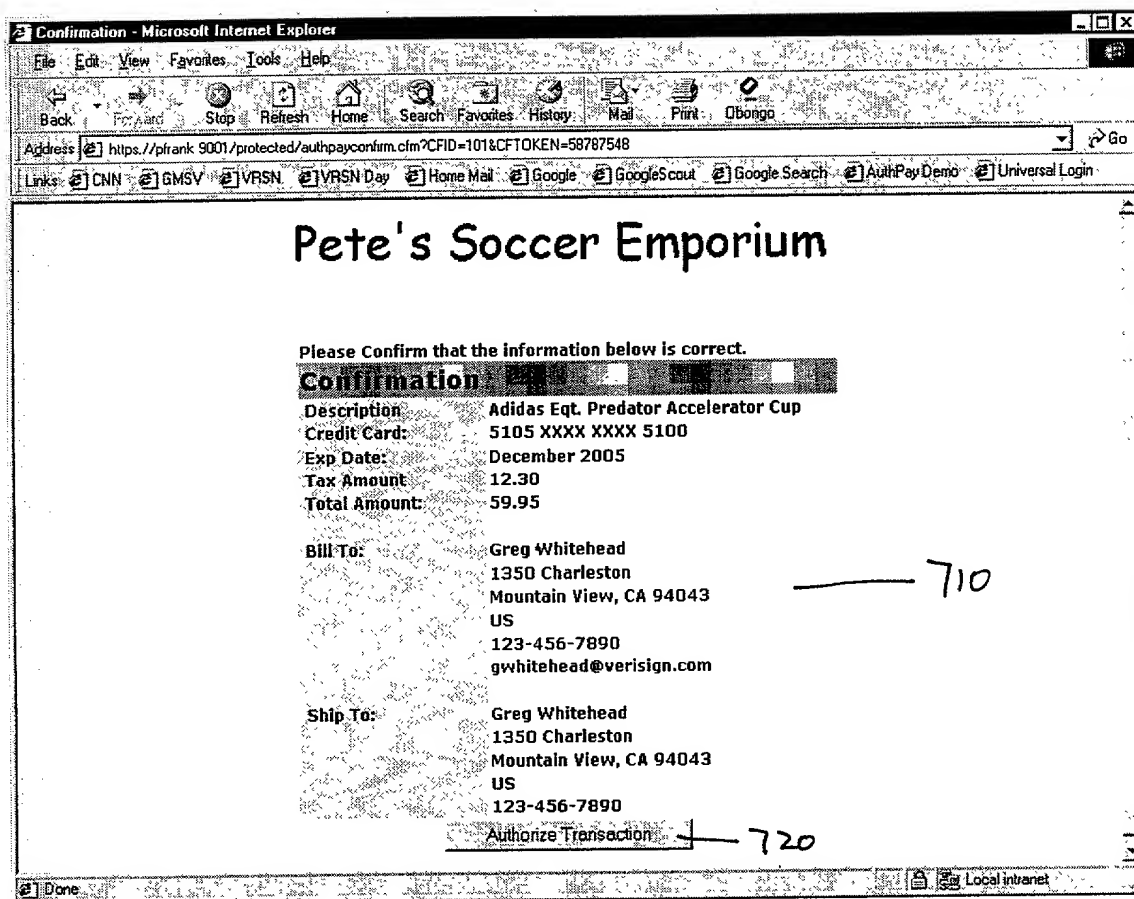 Confirmation - Microsoft Internet Explorer
File Edit View Favorites Tools Help
Back Forward Stop Refresh Home Search Favorites History Mail Print Obongo
Address https://pfrank 9001/protected/authpayconfirm.cfm?CFID=101&CFTOKEN=58787548 Go
Links CNN GMSV VRSN VRSN Day Home Mail Google GoogleScout Google Search AuthPay Demo Universal Login
Pete's Soccer Emporium
Please Confirm that the information below is correct.
Confirmation
Description Adidas Eqt. Predator Accelerator Cup
Credit Card: 5105 XXXX XXXX 5100
Exp Date: December 2005
Tax Amount 12.30
Total Amount: 59.95
Bill To: Greg Whitehead
1350 Charleston
710
Mountain View, CA 94043
US
123-456-7890
gwhitehead@verisign.com
Ship To: Greg Whitehead
1350 Charleston
Mountain View, CA 94043
US
123-456-7890
Authorize Transaction 720
Done Local intranet